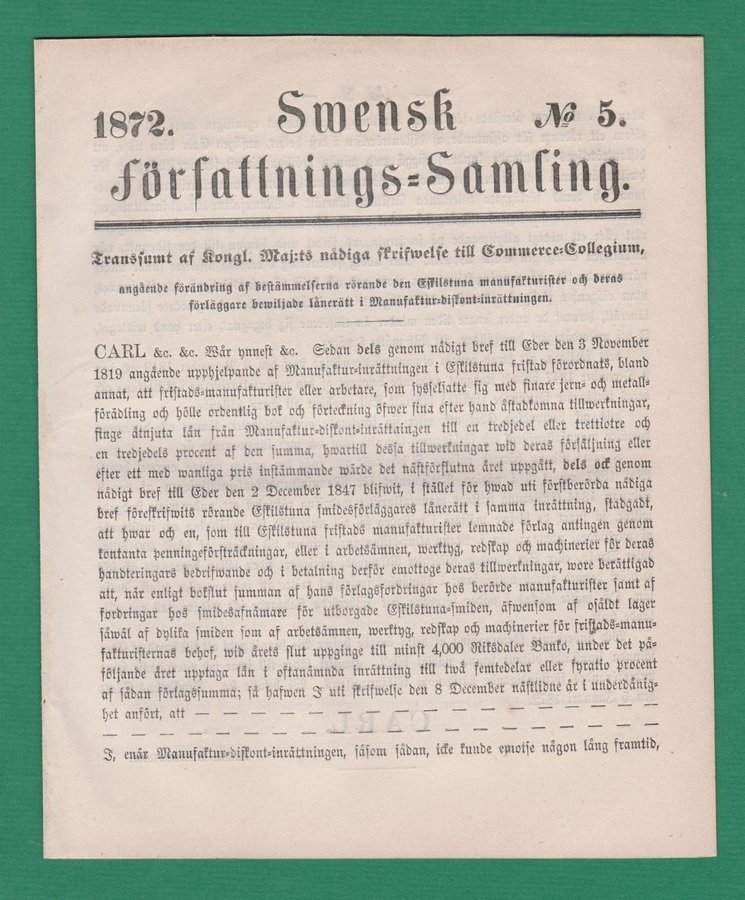 1872. Swensk № 5.
Författnings-Samling.
Transsumt af Kongl. Maj:ts nådiga skrifwelse till Commerce-Collegium,
angående förändring af bestämmelserna rörande den Eskilstuna manufakturister och deras
förläggare bewiljade lånerätt i Manufaktur-diskont-inrättningen.
CARL &c. &c. Wår ynnest &c. Sedan dels genom nådigt bref till Eder den 3 November
1819 angående upphjelpande af Manufaktur-inrättningen i Eskilstuna fristad förordnats, bland
annat, att fristads-manufakturister eller arbetare, som sysselsatte sig med finare jern- och metall-
förädling och hölle ordentlig bok och förteckning öfwer sina efter hand åstadkomna tillwerkningar,
finge åtnjuta lån från Manufaktur-diskont-inrättningen till en tredjedel eller trettiotre och
en tredjedels procent af den summa, hwartill dessa tillwerkningar wid deras försäljning eller
efter ett med wanliga pris instämmande wärde det nästförflutna året uppgått, dels ock genom
nådigt bref till Eder den 2 December 1847 blifwit, i stället för hwad uti förstberörda nådiga
bref föreskrifwits rörande Eskilstuna smidesförläggares lånerätt i samma inrättning, stadgadt,
att hwar och en, som till Eskilstuna fristads manufakturister lemnade förlag antingen genom
kontanta penningeförsträckningar, eller i arbetsämnen, werktyg, redskap och machinerier för deras
handteringars bedrifwande och i betalning derför emottoge deras tillwerkningar, wore berättigad
att, när enligt bokslut summan af hans förlagsfordringar hos berörde manufakturister samt af
fordringar hos smidesafnämare för utborgade Eskilstuna-smiden, äfwensom af osåldt lager
såwäl af dylika smiden som af arbetsämnen, werktyg, redskap och machinerier för fristads-manu-
fakturisternas behof, wid årets slut uppginge till minst 4,000 Riksdaler Banko, under det på-
följande året upptaga lån i oftanämnda inrättning till två femtedelar eller fyratio procent
af sådan förlagssumma; så hafwen I uti skrifwelse den 8 December nästlidne år i underdånig-
het anfört, att — — — — — — — — — — — — — — — — — —
— — — — — — — — — — — — — — — — — — — — — —
I, enär Manufaktur-diskont-inrättningen, såsom sådan, icke kunde emotse någon lång framtid,